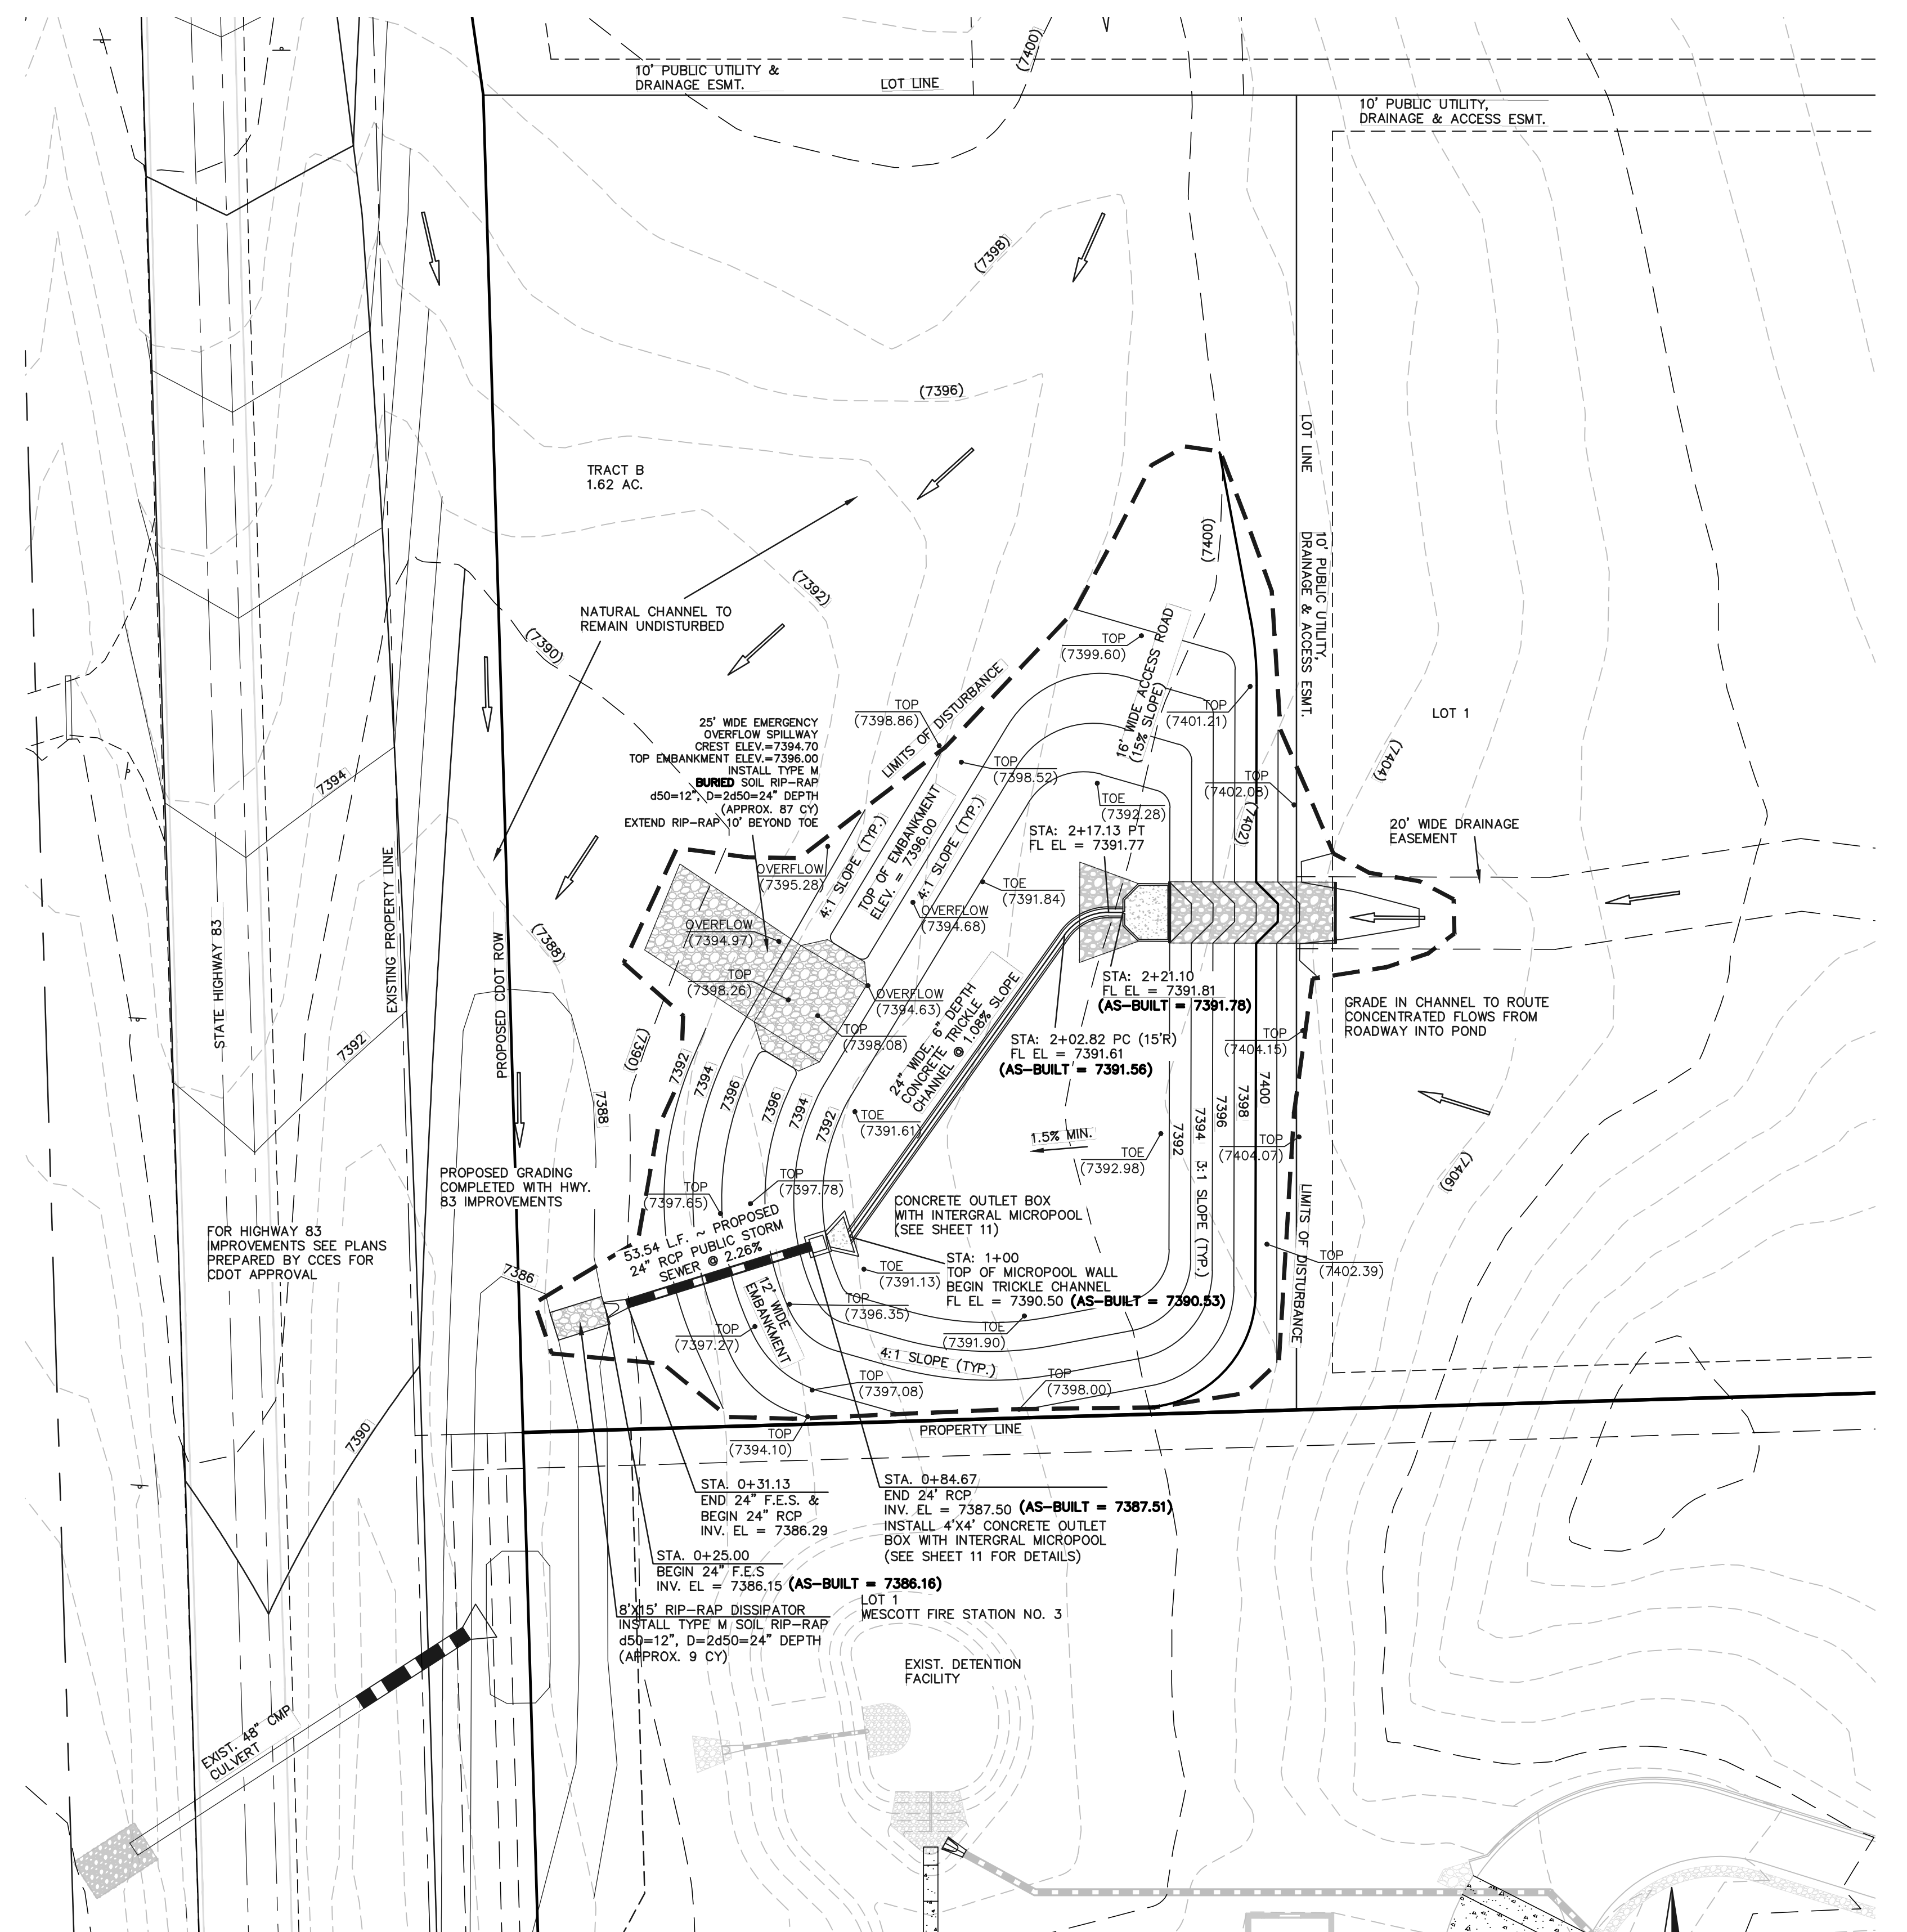 10' PUBLIC UTILITY &
DRAINAGE ESMT.
LOT LINE
(7400)
10' PUBLIC UTILITY,
DRAINAGE & ACCESS ESMT.
(7398)
(7396)
LOT LINE
TRACT B
1.62 AC.
(7400)
10' PUBLIC UTILITY,
DRAINAGE & ACCESS ESMT.
(7392)
NATURAL CHANNEL TO
REMAIN UNDISTURBED
(7390)
TOP
(7399.60)
16' WIDE ACCESS ROAD
(15% SLOPE)
LIMITS OF DISTURBANCE
TOP
(7398.86)
TOP
(7401.21)
LOT 1
25' WIDE EMERGENCY
OVERFLOW SPILLWAY
CREST ELEV.=7394.70
TOP EMBANKMENT ELEV.=7396.00
INSTALL TYPE M
BURIED SOIL RIP-RAP
d50=12", D=2d50=24" DEPTH
(APPROX. 87 CY)
EXTEND RIP-RAP 10' BEYOND TOE
TOP
(7398.52)
TOP
(7402.08)
(7404)
7394
TOE
(7392.28)
(7402)
4:1 SLOPE (TYP.)
TOP OF EMBANKMENT
ELEV. = 7396.00
4:1 SLOPE (TYP.)
STA: 2+17.13 PT
FL EL = 7391.77
20' WIDE DRAINAGE
EASEMENT
OVERFLOW
(7395.28)
TOE
(7391.84)
OVERFLOW
(7394.68)
EXISTING PROPERTY LINE
STATE HIGHWAY 83
PROPOSED CDOT ROW
(7388)
OVERFLOW
(7394.97)
TOP
(7398.26)
OVERFLOW
(7394.63)
TOP
(7398.08)
STA: 2+21.10
FL EL = 7391.81
(AS-BUILT = 7391.78)
GRADE IN CHANNEL TO ROUTE
CONCENTRATED FLOWS FROM
ROADWAY INTO POND
STA: 2+02.82 PC (15'R)
FL EL = 7391.61
(AS-BUILT = 7391.56)
TOP
(7404.15)
24" WIDE, 6" DEPTH
CONCRETE TRICKLE
CHANNEL @ 1.08% SLOPE
7392
(7390)
7388
7392
7394
7396
7396
7394
7392
TOE
(7391.61)
1.5% MIN.
TOE
(7392.98)
7392
7394
7396
7398
7400
3:1 SLOPE (TYP.)
TOP
(7404.07)
(7406)
PROPOSED GRADING
COMPLETED WITH HWY.
83 IMPROVEMENTS
TOP
(7397.65)
TOP
(7397.78)
CONCRETE OUTLET BOX
WITH INTERGRAL MICROPOOL
(SEE SHEET 11)
LIMITS OF DISTURBANCE
FOR HIGHWAY 83
IMPROVEMENTS SEE PLANS
PREPARED BY CCES FOR
CDOT APPROVAL
53.54 L.F. ~ PROPOSED
24" RCP PUBLIC STORM
SEWER @ 2.26%
7386
TOE
(7391.13)
STA: 1+00
TOP OF MICROPOOL WALL
BEGIN TRICKLE CHANNEL
FL EL = 7390.50 (AS-BUILT = 7390.53)
TOP
(7402.39)
12' WIDE
EMBANKMENT
TOP
(7396.35)
TOP
(7397.27)
TOE
(7391.90)
4:1 SLOPE (TYP.)
TOP
(7397.08)
TOP
(7398.00)
7390
TOP
(7394.10)
PROPERTY LINE
STA. 0+31.13
END 24" F.E.S. &
BEGIN 24" RCP
INV. EL = 7386.29
STA. 0+84.67
END 24' RCP
INV. EL = 7387.50 (AS-BUILT = 7387.51)
INSTALL 4'X4' CONCRETE OUTLET
BOX WITH INTERGRAL MICROPOOL
(SEE SHEET 11 FOR DETAILS)
STA. 0+25.00
BEGIN 24" F.E.S
INV. EL = 7386.15 (AS-BUILT = 7386.16)
8'X15' RIP-RAP DISSIPATOR
INSTALL TYPE M SOIL RIP-RAP
d50=12", D=2d50=24" DEPTH
(APPROX. 9 CY)
LOT 1
WESCOTT FIRE STATION NO. 3
EXIST. DETENTION
FACILITY
EXIST. 48" CMP
CULVERT